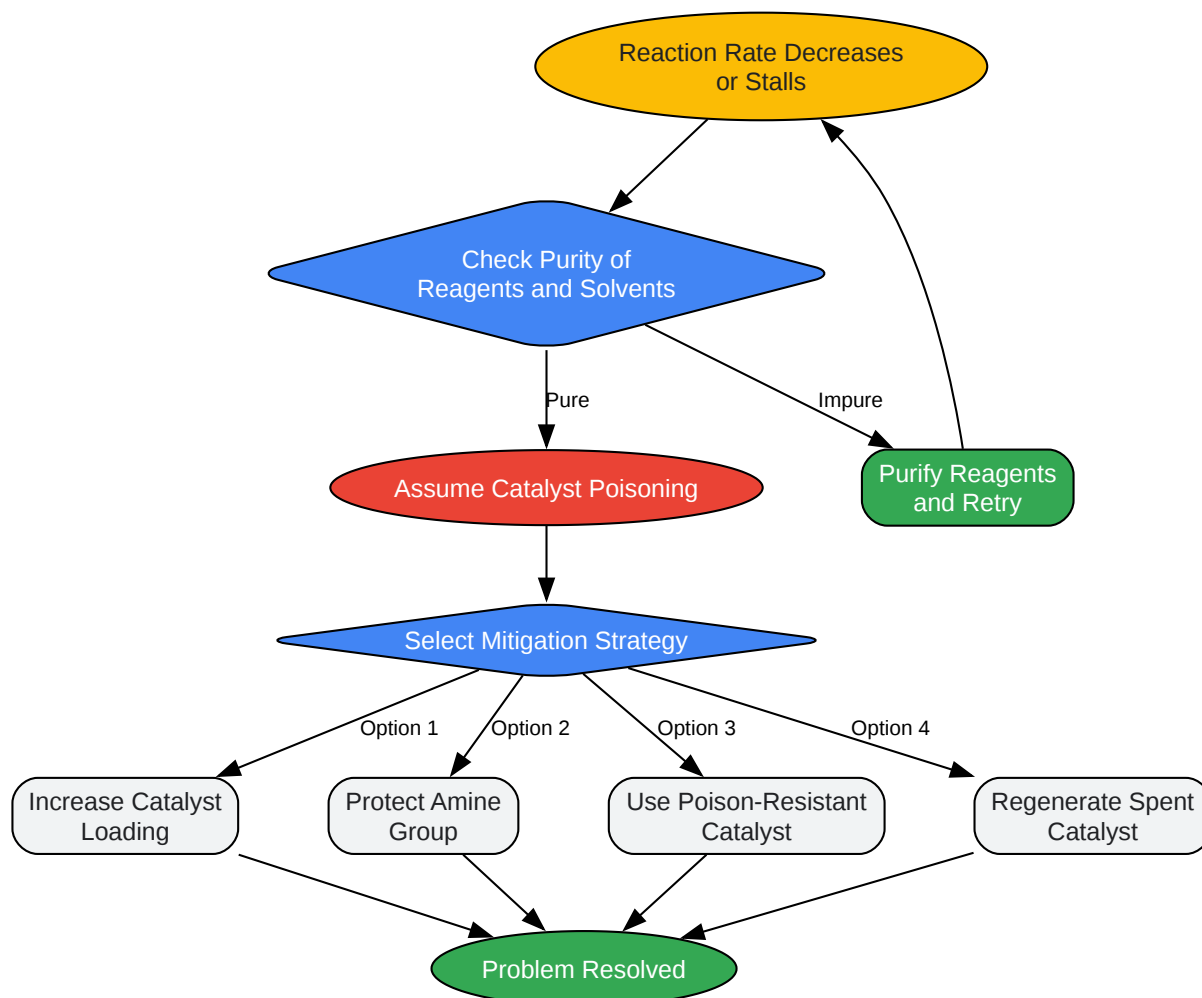 Reaction Rate Decreases
or Stalls
Check Purity of
Reagents and Solvents
Pure
Impure
Assume Catalyst Poisoning
Purify Reagents
and Retry
Select Mitigation Strategy
Option 1
Option 2
Option 3
Option 4
Increase Catalyst
Loading
Protect Amine
Group
Use Poison-Resistant
Catalyst
Regenerate Spent
Catalyst
Problem Resolved